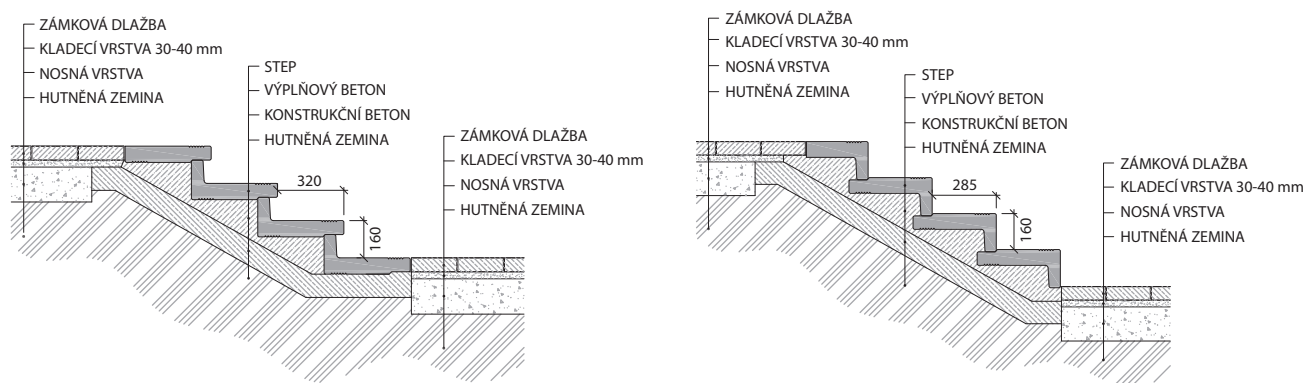 ZÁMKOVÁ DLAŽBA
KLADECÍ VRSTVA 30-40 mm
NOSNÁ VRSTVA
HUTNĚNÁ ZEMINA
STEP
VÝPLŇOVÝ BETON
KONSTRUKČNÍ BETON
HUTNĚNÁ ZEMINA
ZÁMKOVÁ DLAŽBA
KLADECÍ VRSTVA 30-40 mm
NOSNÁ VRSTVA
HUTNĚNÁ ZEMINA
320
160
ZÁMKOVÁ DLAŽBA
KLADECÍ VRSTVA 30-40 mm
NOSNÁ VRSTVA
HUTNĚNÁ ZEMINA
STEP
VÝPLŇOVÝ BETON
KONSTRUKČNÍ BETON
HUTNĚNÁ ZEMINA
ZÁMKOVÁ DLAŽBA
KLADECÍ VRSTVA 30-40 mm
NOSNÁ VRSTVA
HUTNĚNÁ ZEMINA
285
160